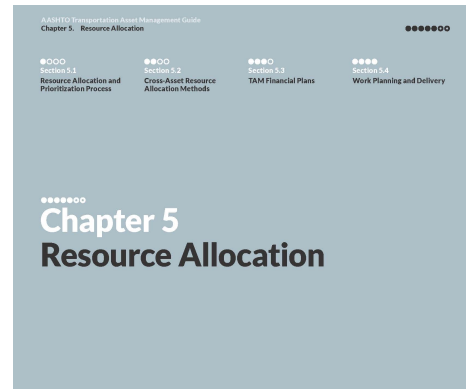 AASHTO Transportation Asset Management Guide
Chapter 5. Resource Allocation
Section 5.1
Resource Allocation and
Prioritization Process
Section 5.2
Cross-Asset Resource
Allocation Methods
Section 5.3
TAM Financial Plans
Section 5.4
Work Planning and Delivery
Chapter 5
Resource Allocation